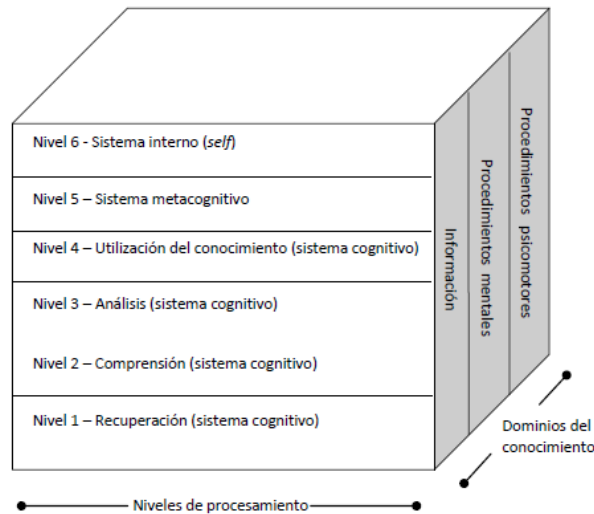 Nivel 6 - Sistema interno (self)
Nivel 5 – Sistema metacognitivo
Nivel 4 – Utilización del conocimiento (sistema cognitivo)
Nivel 3 – Análisis (sistema cognitivo)
Nivel 2 – Comprensión (sistema cognitivo)
Nivel 1 – Recuperación (sistema cognitivo)
Información
Procedimientos mentales
Procedimientos psicomotores
Dominios del
conocimiento
Niveles de procesamiento